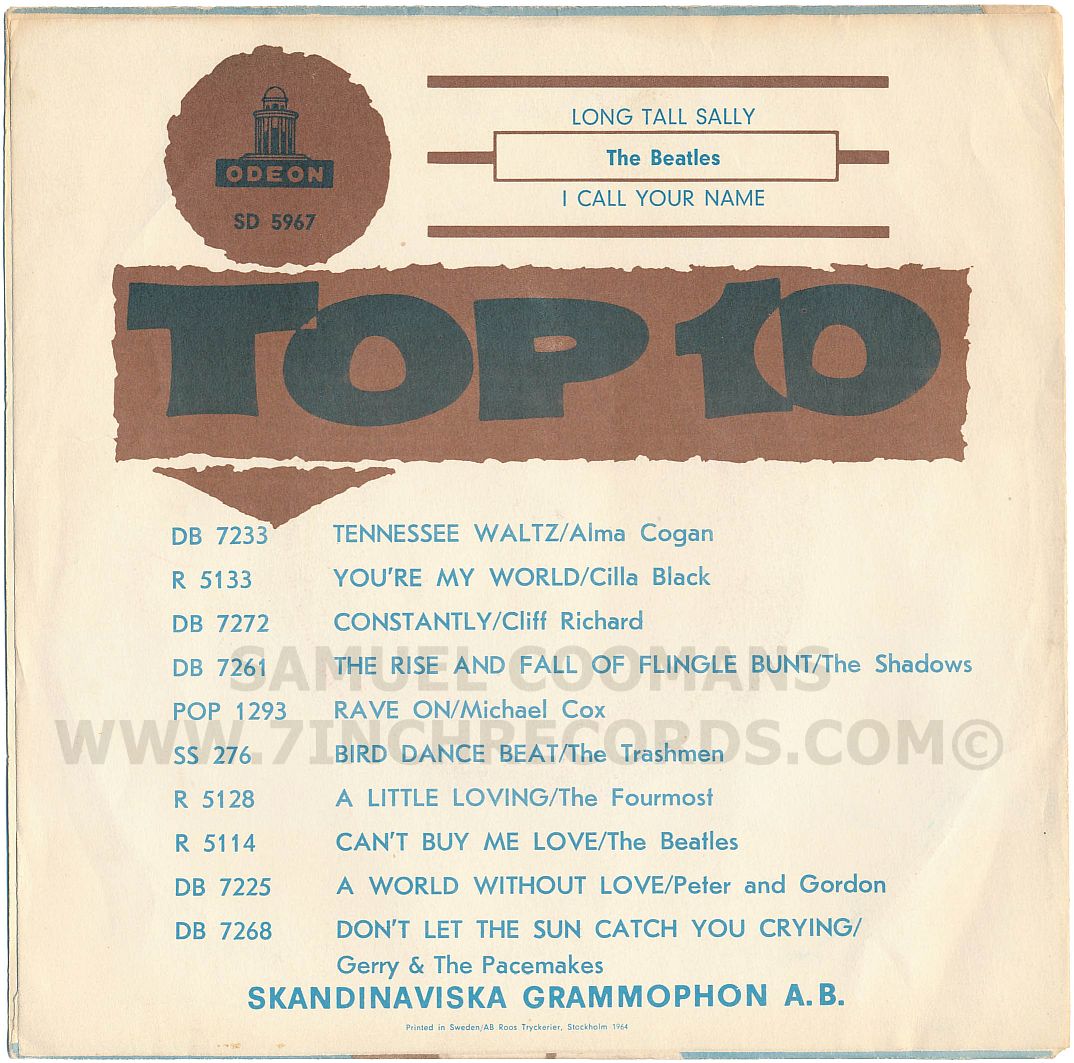 ODEON
SD 5967
LONG TALL SALLY
The Beatles
I CALL YOUR NAME
TOP 10
DB 7233 TENNESSEE WALTZ/Alma Cogan
R 5133 YOU'RE MY WORLD/Cilla Black
DB 7272 CONSTANTLY/Cliff Richard
DB 7261 THE RISE AND FALL OF FLINGLE BUNT/The Shadows
SAMUEL COOMANS
POP 1293 RAVE ON/Michael Cox
WWW.7INCHRECORDS.COM©
SS 276 BIRD DANCE BEAT/The Trashmen
R 5128 A LITTLE LOVING/The Fourmost
R 5114 CAN'T BUY ME LOVE/The Beatles
DB 7225 A WORLD WITHOUT LOVE/Peter and Gordon
DB 7268 DON'T LET THE SUN CATCH YOU CRYING/
Gerry & The Pacemakes
SKANDINAVISKA GRAMMOPHON A.B.
Printed in Sweden/AB Roos Tryckerier, Stockholm 1964